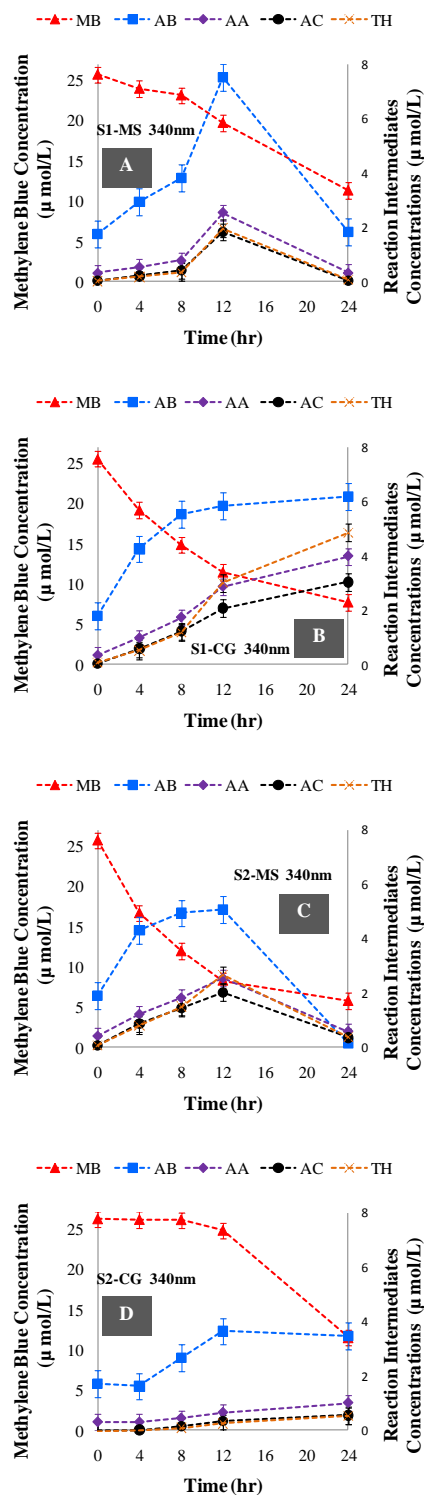 MB AB AA AC TH
Methylene Blue Concentration
(µ mol/L)
25
20
15
10
5
0
S1-MS 340nm
A
8
6
4
2
0
Reaction Intermediates
Concentrations (µ mol/L)
0 4 8 12 16 20 24
Time (hr)
MB AB AA AC TH
Methylene Blue Concentration
(µ mol/L)
25
20
15
10
5
0
S1-CG 340nm
B
8
6
4
2
0
Reaction Intermediates
Concentrations (µ mol/L)
0 4 8 12 16 20 24
Time (hr)
MB AB AA AC TH
Methylene Blue Concentration
(µ mol/L)
25
20
15
10
5
0
S2-MS 340nm
C
8
6
4
2
0
Reaction Intermediates
Concentrations (µ mol/L)
0 4 8 12 16 20 24
Time (hr)
MB AB AA AC TH
Methylene Blue Concentration
(µ mol/L)
25
20
15
10
5
0
S2-CG 340nm
D
8
6
4
2
0
Reaction Intermediates
Concentrations (µ mol/L)
0 4 8 12 16 20 24
Time (hr)